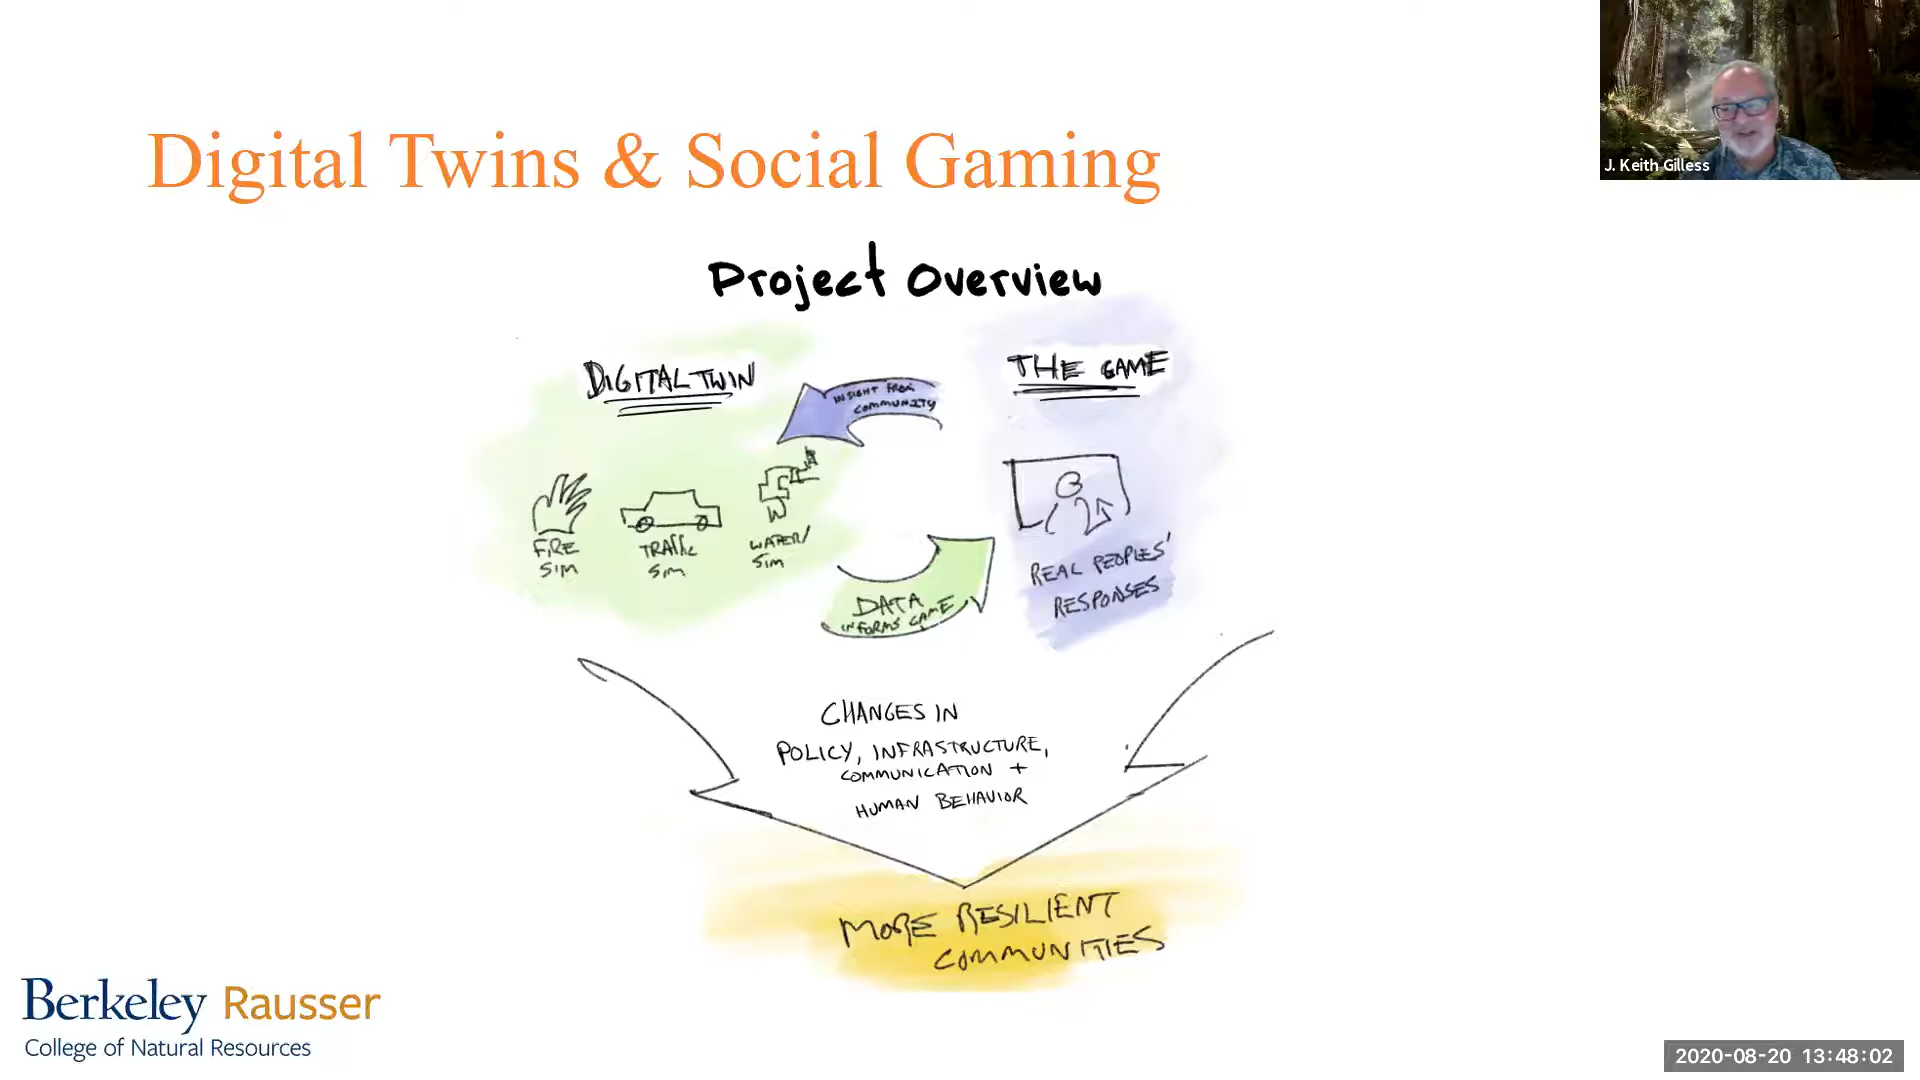 Digital Twins & Social Gaming
J. Keith Gilless
Project Overview
DIGITAL TWIN
INSIGHT FROM
COMMUNITY
THE GAME
FIRE
SIM
TRAFFIC
SIM
WATER/
SIM
DATA
INFORMS GAME
REAL PEOPLES'
RESPONSES
CHANGES IN
POLICY, INFRASTRUCTURE,
COMMUNICATION +
HUMAN BEHAVIOR
MORE RESILIENT
COMMUNITIES
Berkeley Rausser
College of Natural Resources
2020-08-20 13:48:02